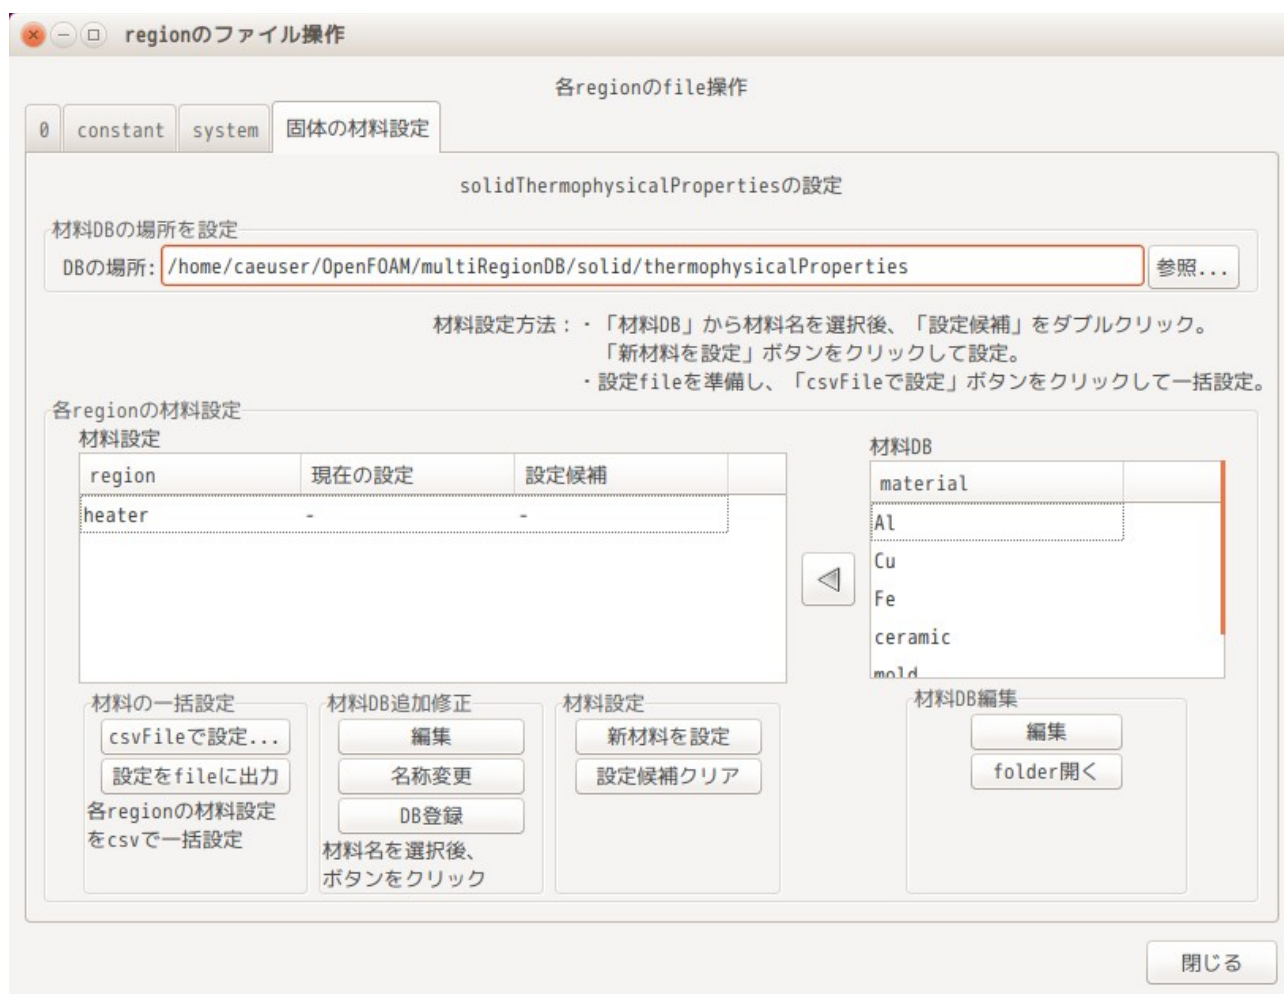 regionのファイル操作
各regionのfile操作
0 constant system 固体の材料設定
solidThermophysicalPropertiesの設定
材料DBの場所を設定
DBの場所: /home/caeuser/OpenFOAM/multiRegionDB/solid/thermophysicalProperties 参照...
材料設定方法：・「材料DB」から材料名を選択後、「設定候補」をダブルクリック。
「新材料を設定」ボタンをクリックして設定。
・設定fileを準備し、「csvFileで設定」ボタンをクリックして一括設定。
各regionの材料設定
材料設定
region 現在の設定 設定候補
heater - -
材料DB
material
Al
Cu
Fe
ceramic
mold
材料の一括設定
csvFileで設定...
設定をfileに出力
各regionの材料設定
をcsvで一括設定
材料DB追加修正
編集
名称変更
DB登録
材料名を選択後、
ボタンをクリック
材料設定
新材料を設定
設定候補クリア
材料DB編集
編集
folder開く
閉じる